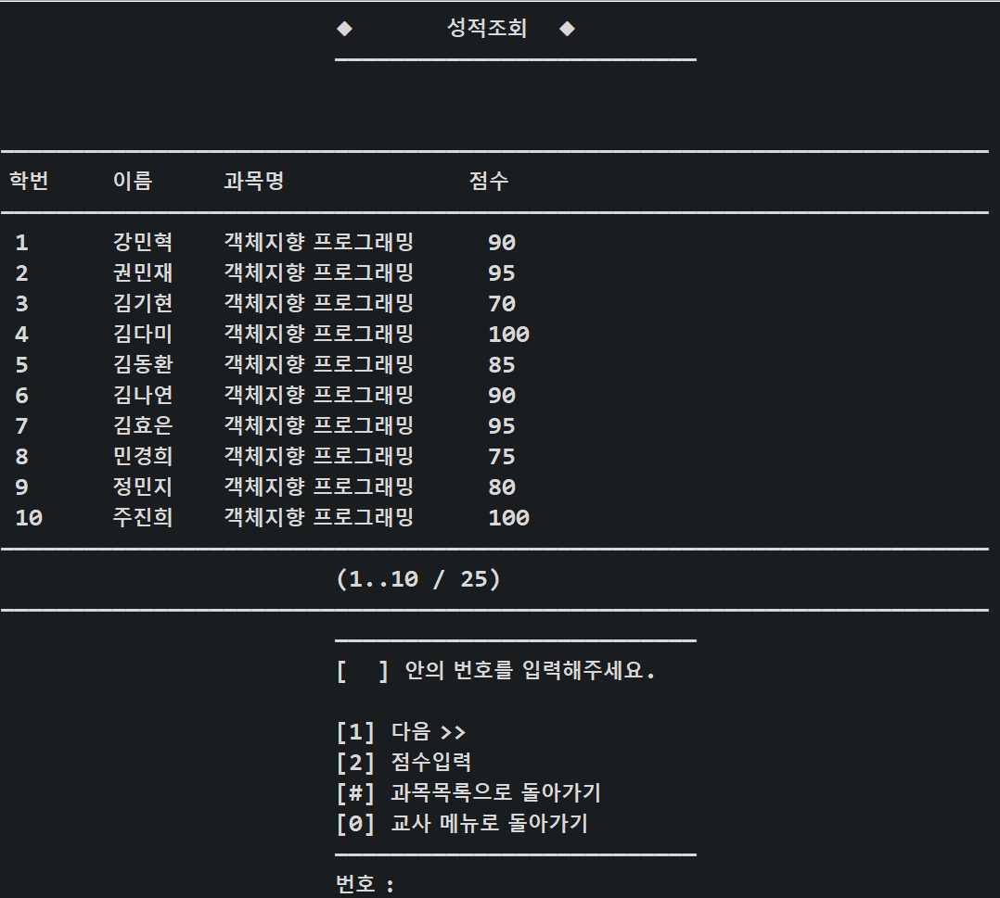 ◆ 성적조회 ◆
학번 이름 과목명 점수
1 강민혁 객체지향 프로그래밍 90
2 권민재 객체지향 프로그래밍 95
3 김기현 객체지향 프로그래밍 70
4 김다미 객체지향 프로그래밍 100
5 김동환 객체지향 프로그래밍 85
6 김나연 객체지향 프로그래밍 90
7 김효은 객체지향 프로그래밍 95
8 민경희 객체지향 프로그래밍 75
9 정민지 객체지향 프로그래밍 80
10 주진희 객체지향 프로그래밍 100
(1..10 / 25)
[ ] 안의 번호를 입력해주세요.
[1] 다음 >>
[2] 점수입력
[#] 과목목록으로 돌아가기
[0] 교사 메뉴로 돌아가기
번호 :